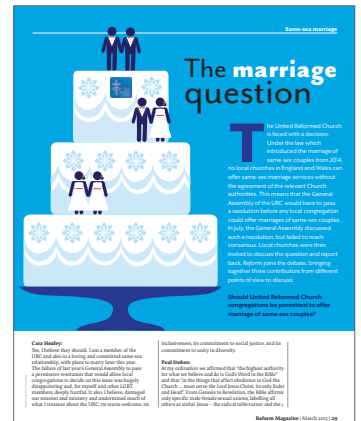 Same-sex marriage
The marriage
question
The United Reformed Church
is faced with a decision.
Under the law which
introduced the marriage of
same-sex couples from 2014,
no local churches in England and Wales can
offer same-sex marriage services without
the agreement of the relevant Church
authorities. This means that the General
Assembly of the URC would have to pass
a resolution before any local congregation
could offer marriages of same-sex couples.
In July, the General Assembly discussed
such a resolution, but failed to reach
consensus. Local churches were then
invited to discuss the question and report
back. Reform joins the debate, bringing
together three contributors from different
points of view to discuss:
Should United Reformed Church
congregations be permitted to offer
marriage of same-sex couples?
Cara Heafey:
Yes, I believe they should. I am a member of the
URC and also in a loving and committed same-sex
relationship, with plans to marry later this year.
The failure of last year's General Assembly to pass
a permissive resolution that would allow local
congregations to decide on this issue was hugely
disappointing and, for myself and other LGBT
members, deeply hurtful. It also, I believe, damaged
our mission and ministry and undermined much of
what I treasure about the URC; its warm welcome, its
inclusiveness, its commitment to social justice, and its
commitment to unity in diversity.
Paul Stokes:
At my ordination we affirmed that "the highest authority
for what we believe and do is God's Word in the Bible"
and that "in the things that affect obedience to God the
Church … must serve the Lord Jesus Christ, its only Ruler
and Head". From Genesis to Revelation, the Bible affirms
only specific male-female sexual unions, labelling all
others as sinful. Jesus – the radical table-turner and the
Reform Magazine | March 2015 | 29